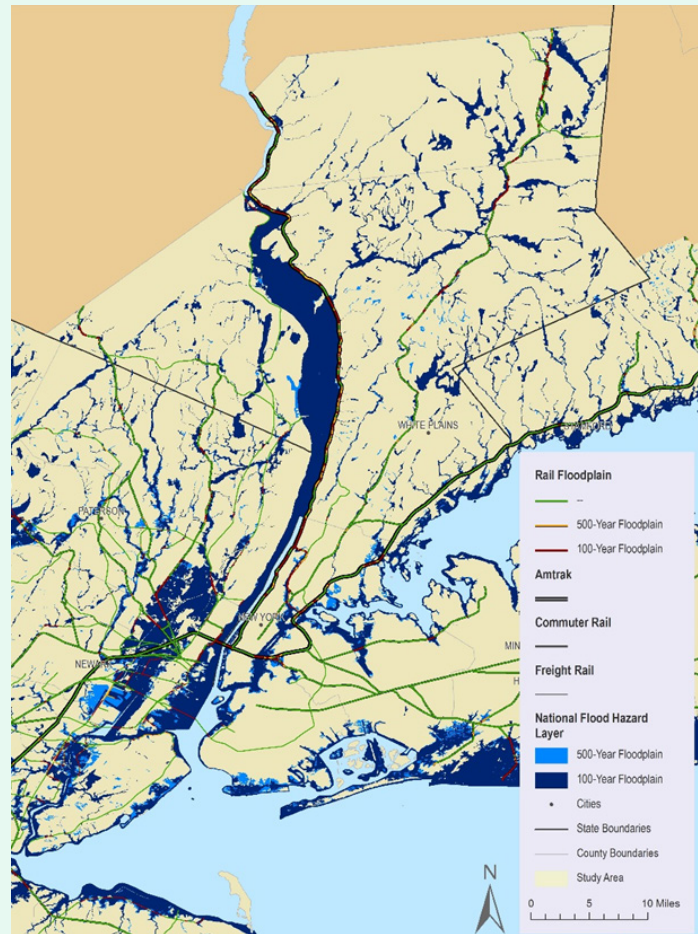 WHITE PLAINS
STAMFORD
PATERSON
NEW YORK
NEWARK
MIN
H
Rail Floodplain
--
500-Year Floodplain
100-Year Floodplain
Amtrak
Commuter Rail
Freight Rail
National Flood Hazard
Layer
500-Year Floodplain
100-Year Floodplain
Cities
State Boundaries
County Boundaries
Study Area
N
0 5 10 Miles